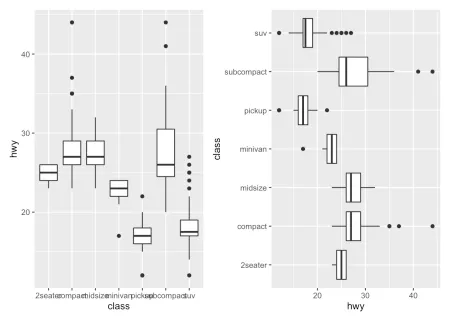 40
30
20
hwy
2seater compact midsize minivan pickup subcompact suv
class
suv
subcompact
pickup
minivan
midsize
compact
2seater
class
20 30 40
hwy